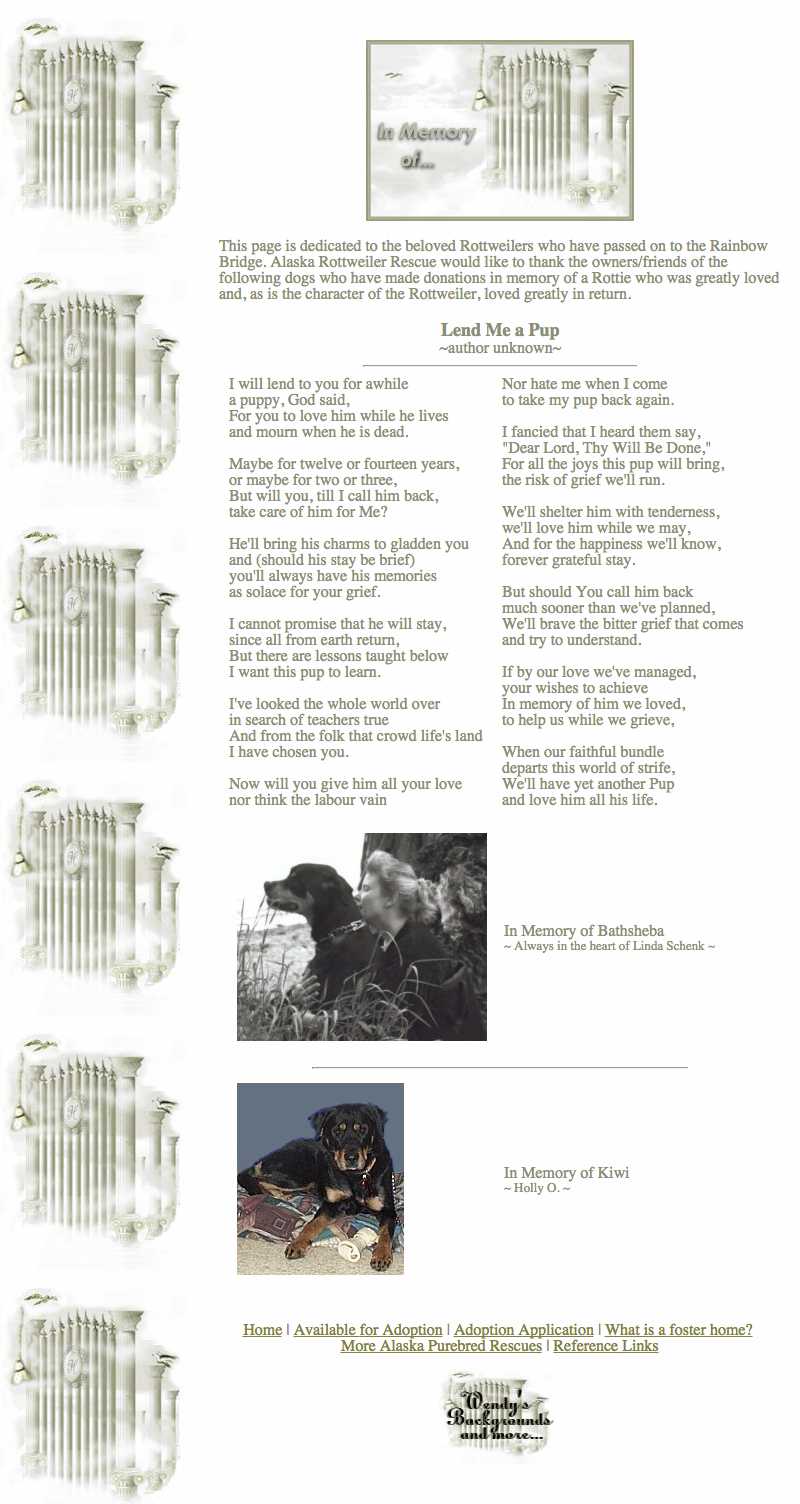 In Memory
of...
This page is dedicated to the beloved Rottweilers who have passed on to the Rainbow
Bridge. Alaska Rottweiler Rescue would like to thank the owners/friends of the
following dogs who have made donations in memory of a Rottie who was greatly loved
and, as is the character of the Rottweiler, loved greatly in return.
Lend Me a Pup
~author unknown~
I will lend to you for awhile
a puppy, God said,
For you to love him while he lives
and mourn when he is dead.
Maybe for twelve or fourteen years,
or maybe for two or three,
But will you, till I call him back,
take care of him for Me?
He'll bring his charms to gladden you
and (should his stay be brief)
you'll always have his memories
as solace for your grief.
I cannot promise that he will stay,
since all from earth return,
But there are lessons taught below
I want this pup to learn.
I've looked the whole world over
in search of teachers true
And from the folk that crowd life's land
I have chosen you.
Now will you give him all your love
nor think the labour vain
Nor hate me when I come
to take my pup back again.
I fancied that I heard them say,
"Dear Lord, Thy Will Be Done,"
For all the joys this pup will bring,
the risk of grief we'll run.
We'll shelter him with tenderness,
we'll love him while we may,
And for the happiness we'll know,
forever grateful stay.
But should You call him back
much sooner than we've planned,
We'll brave the bitter grief that comes
and try to understand.
If by our love we've managed,
your wishes to achieve
In memory of him we loved,
to help us while we grieve,
When our faithful bundle
departs this world of strife,
We'll have yet another Pup
and love him all his life.
In Memory of Bathsheba
~ Always in the heart of Linda Schenk ~
In Memory of Kiwi
~ Holly O. ~
Home | Available for Adoption | Adoption Application | What is a foster home?
More Alaska Purebred Rescues | Reference Links
Wendy's
Backgrounds
and more...